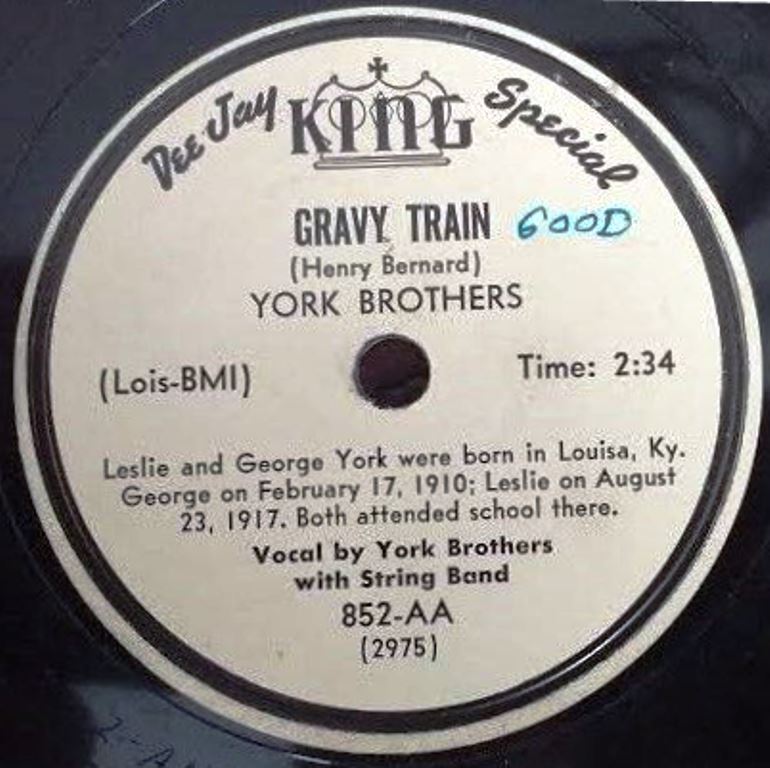 Dee Jay KING Special
GRAVY TRAIN GOOD
(Henry Bernard)
YORK BROTHERS
(Lois-BMI) Time: 2:34
Leslie and George York were born in Louisa, Ky.
George on February 17, 1910; Leslie on August
23, 1917. Both attended school there.
Vocal by York Brothers
with String Band
852-AA
(2975)